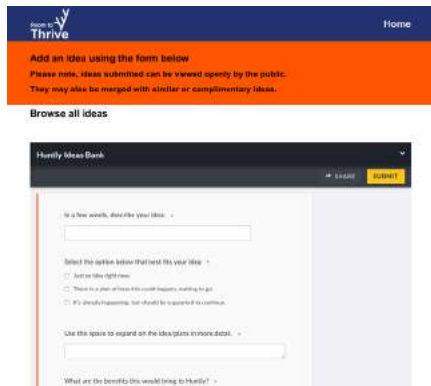 Room to
Thrive
Home
Add an idea using the form below
Please note, ideas submitted can be viewed openly by the public.
They may also be merged with similar or complimentary ideas.
Browse all ideas
Huntly Ideas Bank
SHARE
SUBMIT
In a few words, describe your idea:
Select the option below that best fits your idea
Just an idea right now.
There is a plan of how this could happen, waiting to go.
It's already happening, but should be supported to continue.
Use this space to expand on the idea/plans in more detail.
What are the benefits this would bring to Huntly?